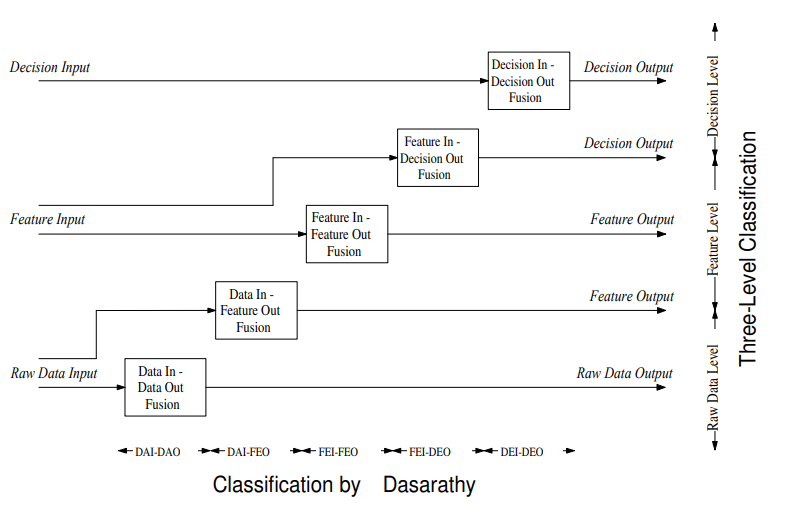 Decision Input
Decision In -
Decision Out
Fusion
Decision Output
Feature In -
Decision Out
Fusion
Decision Output
Feature Input
Feature In -
Feature Out
Fusion
Feature Output
Data In -
Feature Out
Fusion
Feature Output
Raw Data Input
Data In -
Data Out
Fusion
Raw Data Output
DAI-DAO
DAI-FEO
FEI-FEO
FEI-DEO
DEI-DEO
Classification by Dasarathy
Decision Level
Feature Level
Raw Data Level
Three-Level Classification